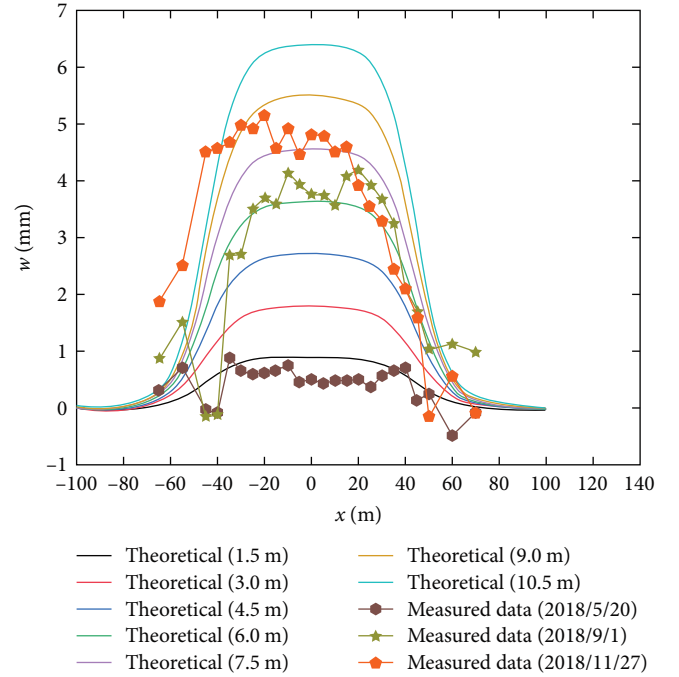 7
6
5
4
3
2
1
0
–1
w (mm)
–100 –80 –60 –40 –20 0 20 40 60 80 100 120 140
x (m)
Theoretical (1.5 m)
Theoretical (3.0 m)
Theoretical (4.5 m)
Theoretical (6.0 m)
Theoretical (7.5 m)
Theoretical (9.0 m)
Theoretical (10.5 m)
Measured data (2018/5/20)
Measured data (2018/9/1)
Measured data (2018/11/27)